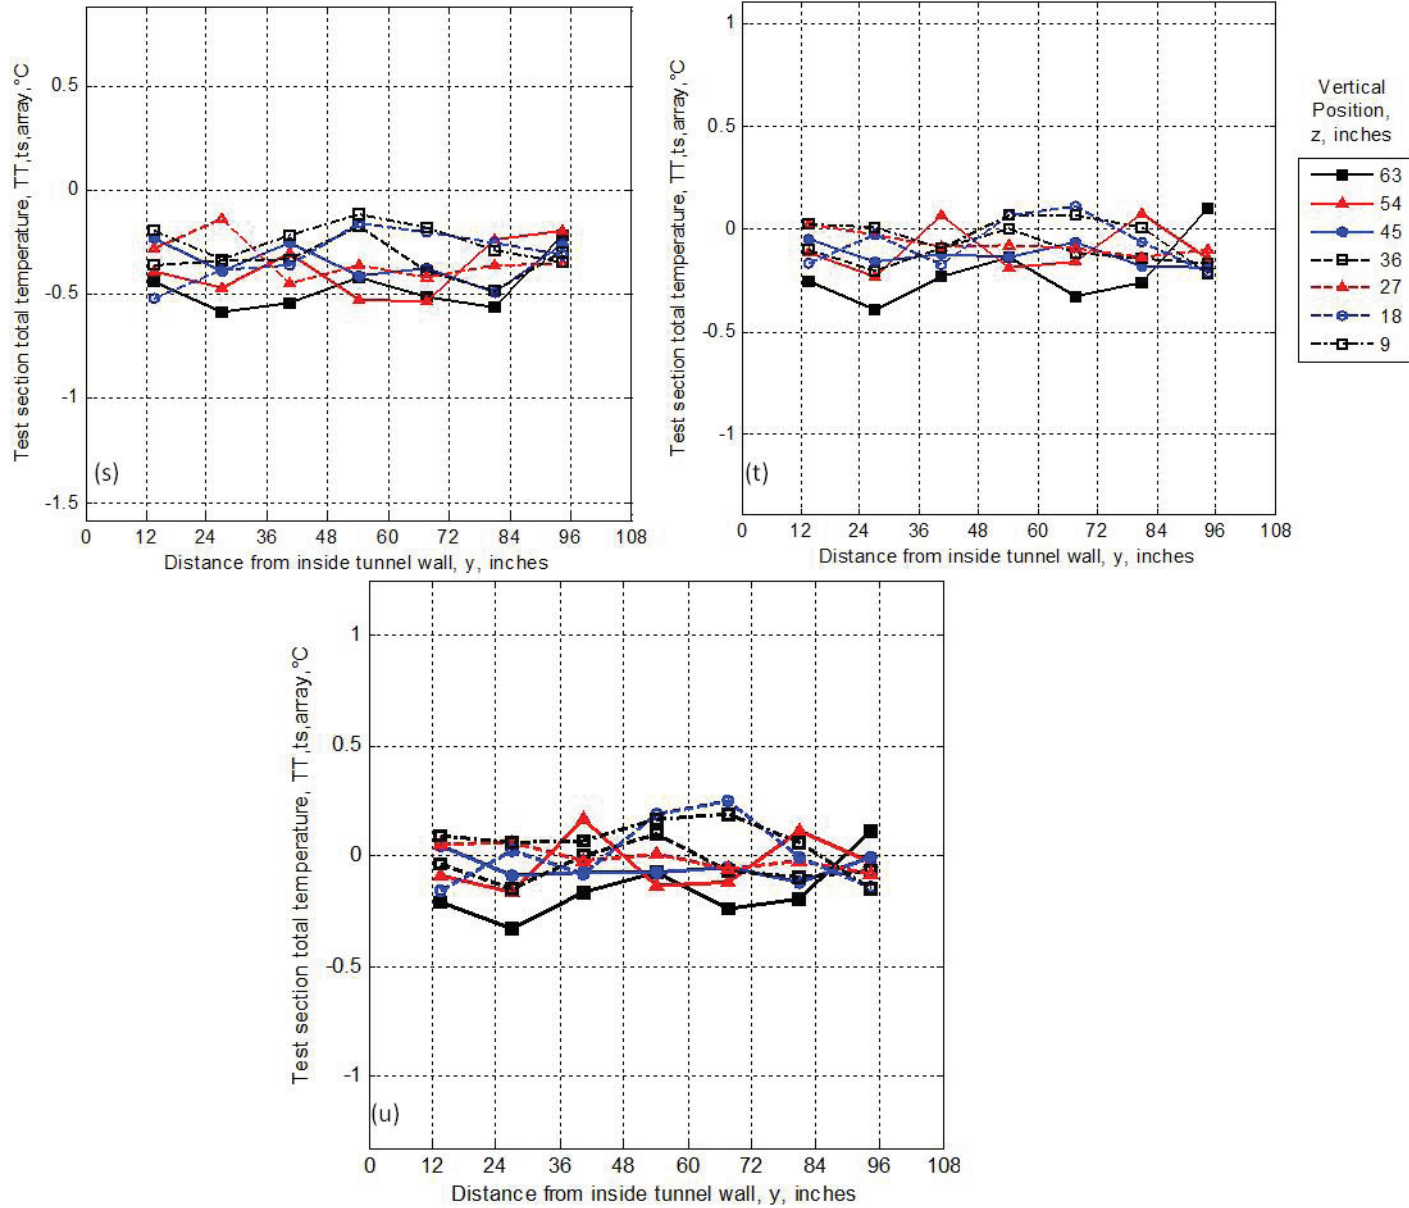 Test section total temperature, TT,ts,array,°C
0.5
0
-0.5
-1
-1.5
(s)
0 12 24 36 48 60 72 84 96 108
Distance from inside tunnel wall, y, inches
Test section total temperature, TT,ts,array,°C
1
0.5
0
-0.5
-1
(t)
0 12 24 36 48 60 72 84 96 108
Distance from inside tunnel wall, y, inches
Vertical
Position,
z, inches
63
54
45
36
27
18
9
Test section total temperature, TT,ts,array,°C
1
0.5
0
-0.5
-1
(u)
0 12 24 36 48 60 72 84 96 108
Distance from inside tunnel wall, y, inches